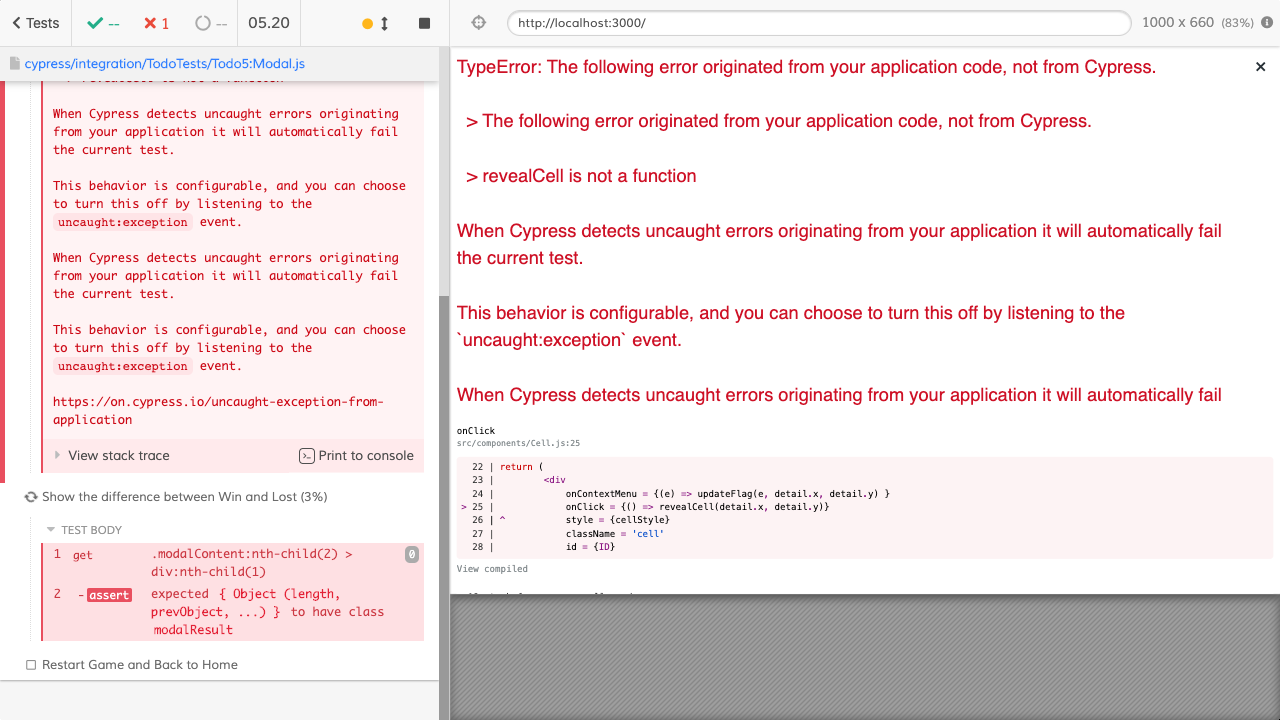 Tests
--
1
--
05.20
http://localhost:3000/
1000 x 660 (83%)
cypress/integration/TodoTests/Todo5:Modal.js
When Cypress detects uncaught errors originating
from your application it will automatically fail
the current test.
This behavior is configurable, and you can choose
to turn this off by listening to the
uncaught:exception event.
When Cypress detects uncaught errors originating
from your application it will automatically fail
the current test.
This behavior is configurable, and you can choose
to turn this off by listening to the
uncaught:exception event.
https://on.cypress.io/uncaught-exception-from-
application
View stack trace
Print to console
Show the difference between Win and Lost (3%)
TEST BODY
1 get .modalContent:nth-child(2) > 0
div:nth-child(1)
2 -assert expected { Object (length,
prevObject, ...) } to have class
modalResult
Restart Game and Back to Home
TypeError: The following error originated from your application code, not from Cypress.
> The following error originated from your application code, not from Cypress.
> revealCell is not a function
When Cypress detects uncaught errors originating from your application it will automatically fail
the current test.
This behavior is configurable, and you can choose to turn this off by listening to the
`uncaught:exception` event.
When Cypress detects uncaught errors originating from your application it will automatically fail
onClick
src/components/Cell.js:25
22 | return (
23 | <div
24 | onContextMenu = {(e) => updateFlag(e, detail.x, detail.y) }
> 25 | onClick = {() => revealCell(detail.x, detail.y)}
26 | ^ style = {cellStyle}
27 | className = 'cell'
28 | id = {ID}
View compiled